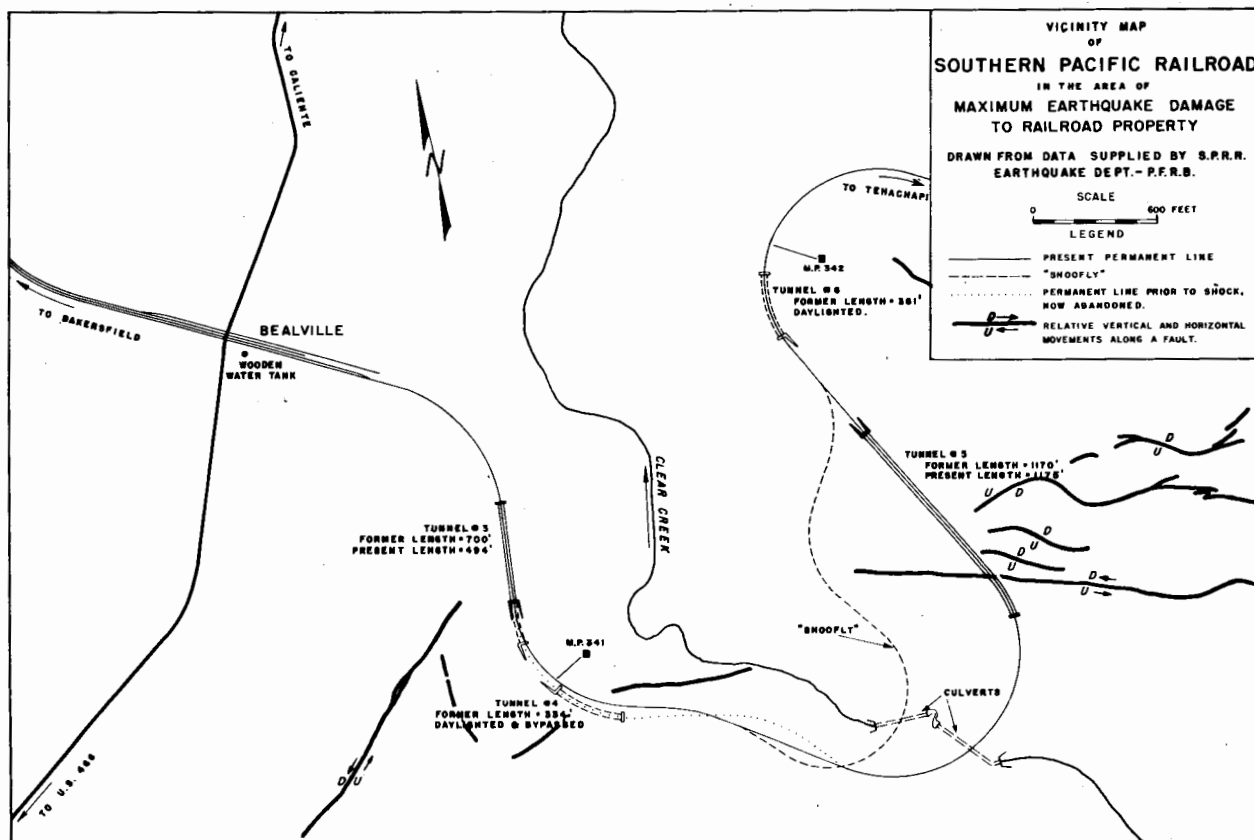 VICINITY MAP
OF
SOUTHERN PACIFIC RAILROAD
IN THE AREA OF
MAXIMUM EARTHQUAKE DAMAGE
TO RAILROAD PROPERTY
DRAWN FROM DATA SUPPLIED BY S.P.R.R.
EARTHQUAKE DEPT.-P.F.R.B.
SCALE
0 600 FEET
LEGEND
PRESENT PERMANENT LINE
"SHOOFLY"
PERMANENT LINE PRIOR TO SHOCK,
NOW ABANDONED.
D
U
RELATIVE VERTICAL AND HORIZONTAL
MOVEMENTS ALONG A FAULT.
TO CALIENTE
N
TO TEHACHAPI
M.P. 342
TUNNEL #6
FORMER LENGTH = 361'
DAYLIGHTED.
TO BAKERSFIELD
BEALVILLE
WOODEN
WATER TANK
CLEAR CREEK
TUNNEL #5
FORMER LENGTH = 1170'
PRESENT LENGTH = 1175'
D
U
U D
D
U
D
U
D
U
TUNNEL #3
FORMER LENGTH = 700'
PRESENT LENGTH = 494'
"SHOOFLY"
M.P. 341
CULVERTS
TUNNEL #4
FORMER LENGTH = 334'
DAYLIGHTED & BYPASSED
D U
TO U.S. 466